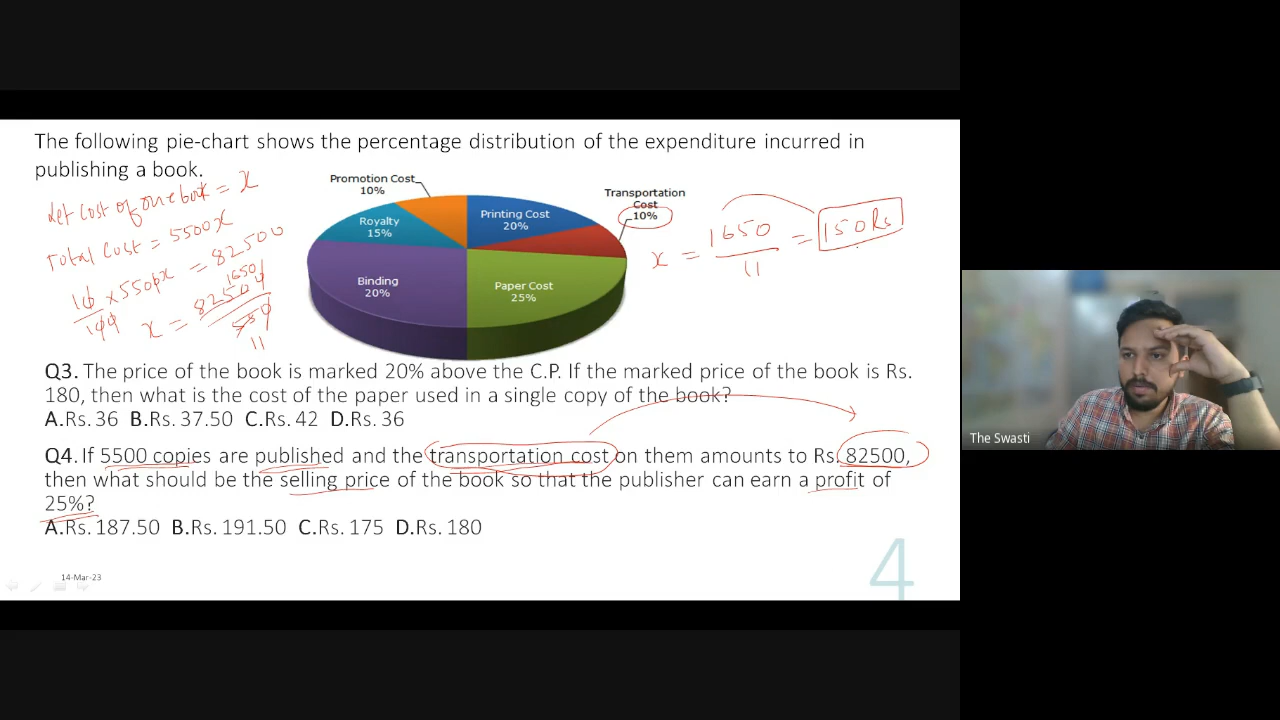 The following pie-chart shows the percentage distribution of the expenditure incurred in
publishing a book.
Let cost of one book = x
Total cost = 5500x
10/100 × 5500x = 82500
x = 82500/550
1650
11
Promotion Cost
10%
Transportation
Cost
10%
Printing Cost
20%
Royalty
15%
Binding
20%
Paper Cost
25%
x = 1650/11 = 150 Rs
Q3. The price of the book is marked 20% above the C.P. If the marked price of the book is Rs.
180, then what is the cost of the paper used in a single copy of the book?
A.Rs. 36 B.Rs. 37.50 C.Rs. 42 D.Rs. 36
Q4. If 5500 copies are published and the transportation cost on them amounts to Rs. 82500,
then what should be the selling price of the book so that the publisher can earn a profit of
25%?
A.Rs. 187.50 B.Rs. 191.50 C.Rs. 175 D.Rs. 180
14-Mar-23
4
The Swasti